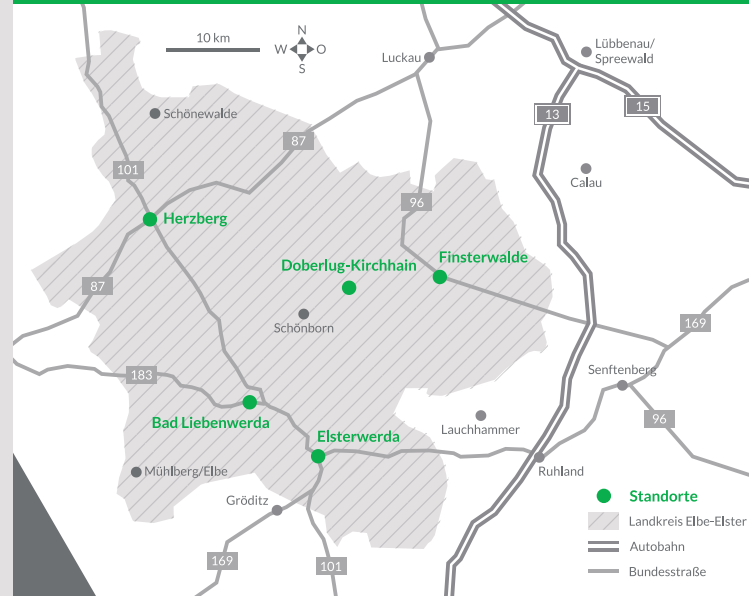 10 km
N
W
O
S
Luckau
Lübbenau/
Spreewald
Schönewalde
13
15
87
101
Calau
96
Herzberg
Doberlug-Kirchhain
Finsterwalde
87
Schönborn
169
183
Senftenberg
Bad Liebenwerda
Elsterwerda
Lauchhammer
96
Mühlberg/Elbe
Ruhland
Gröditz
Standorte
Landkreis Elbe-Elster
Autobahn
Bundesstraße
169
101